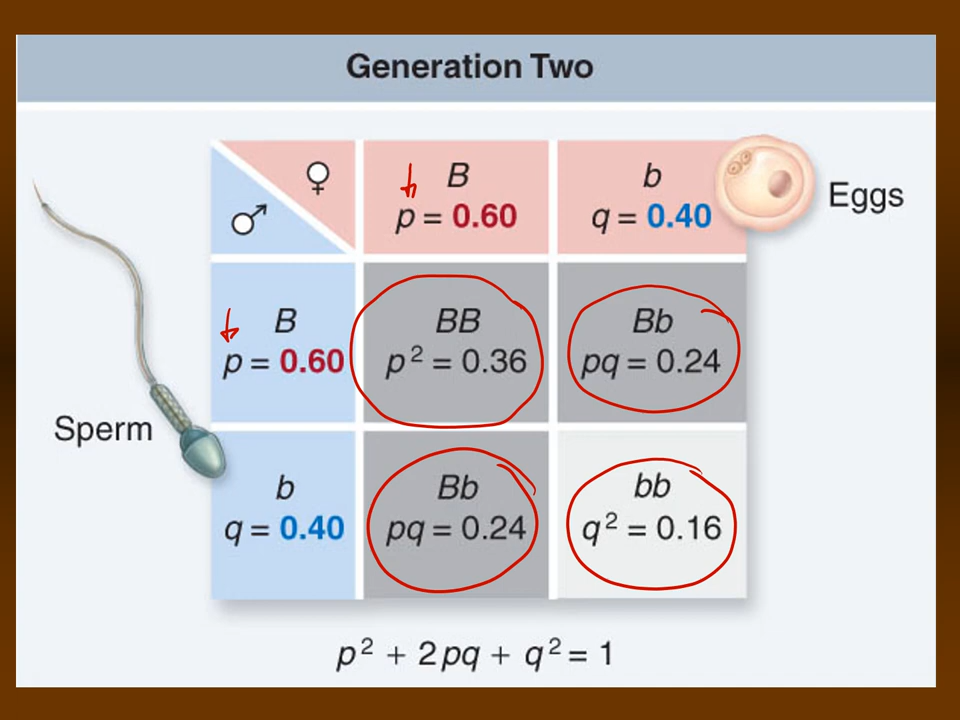 Generation Two
♀
♂
B
p = 0.60
b
q = 0.40
Eggs
B
p = 0.60
BB
p² = 0.36
Bb
pq = 0.24
Sperm
b
q = 0.40
Bb
pq = 0.24
bb
q² = 0.16
p² + 2pq + q² = 1